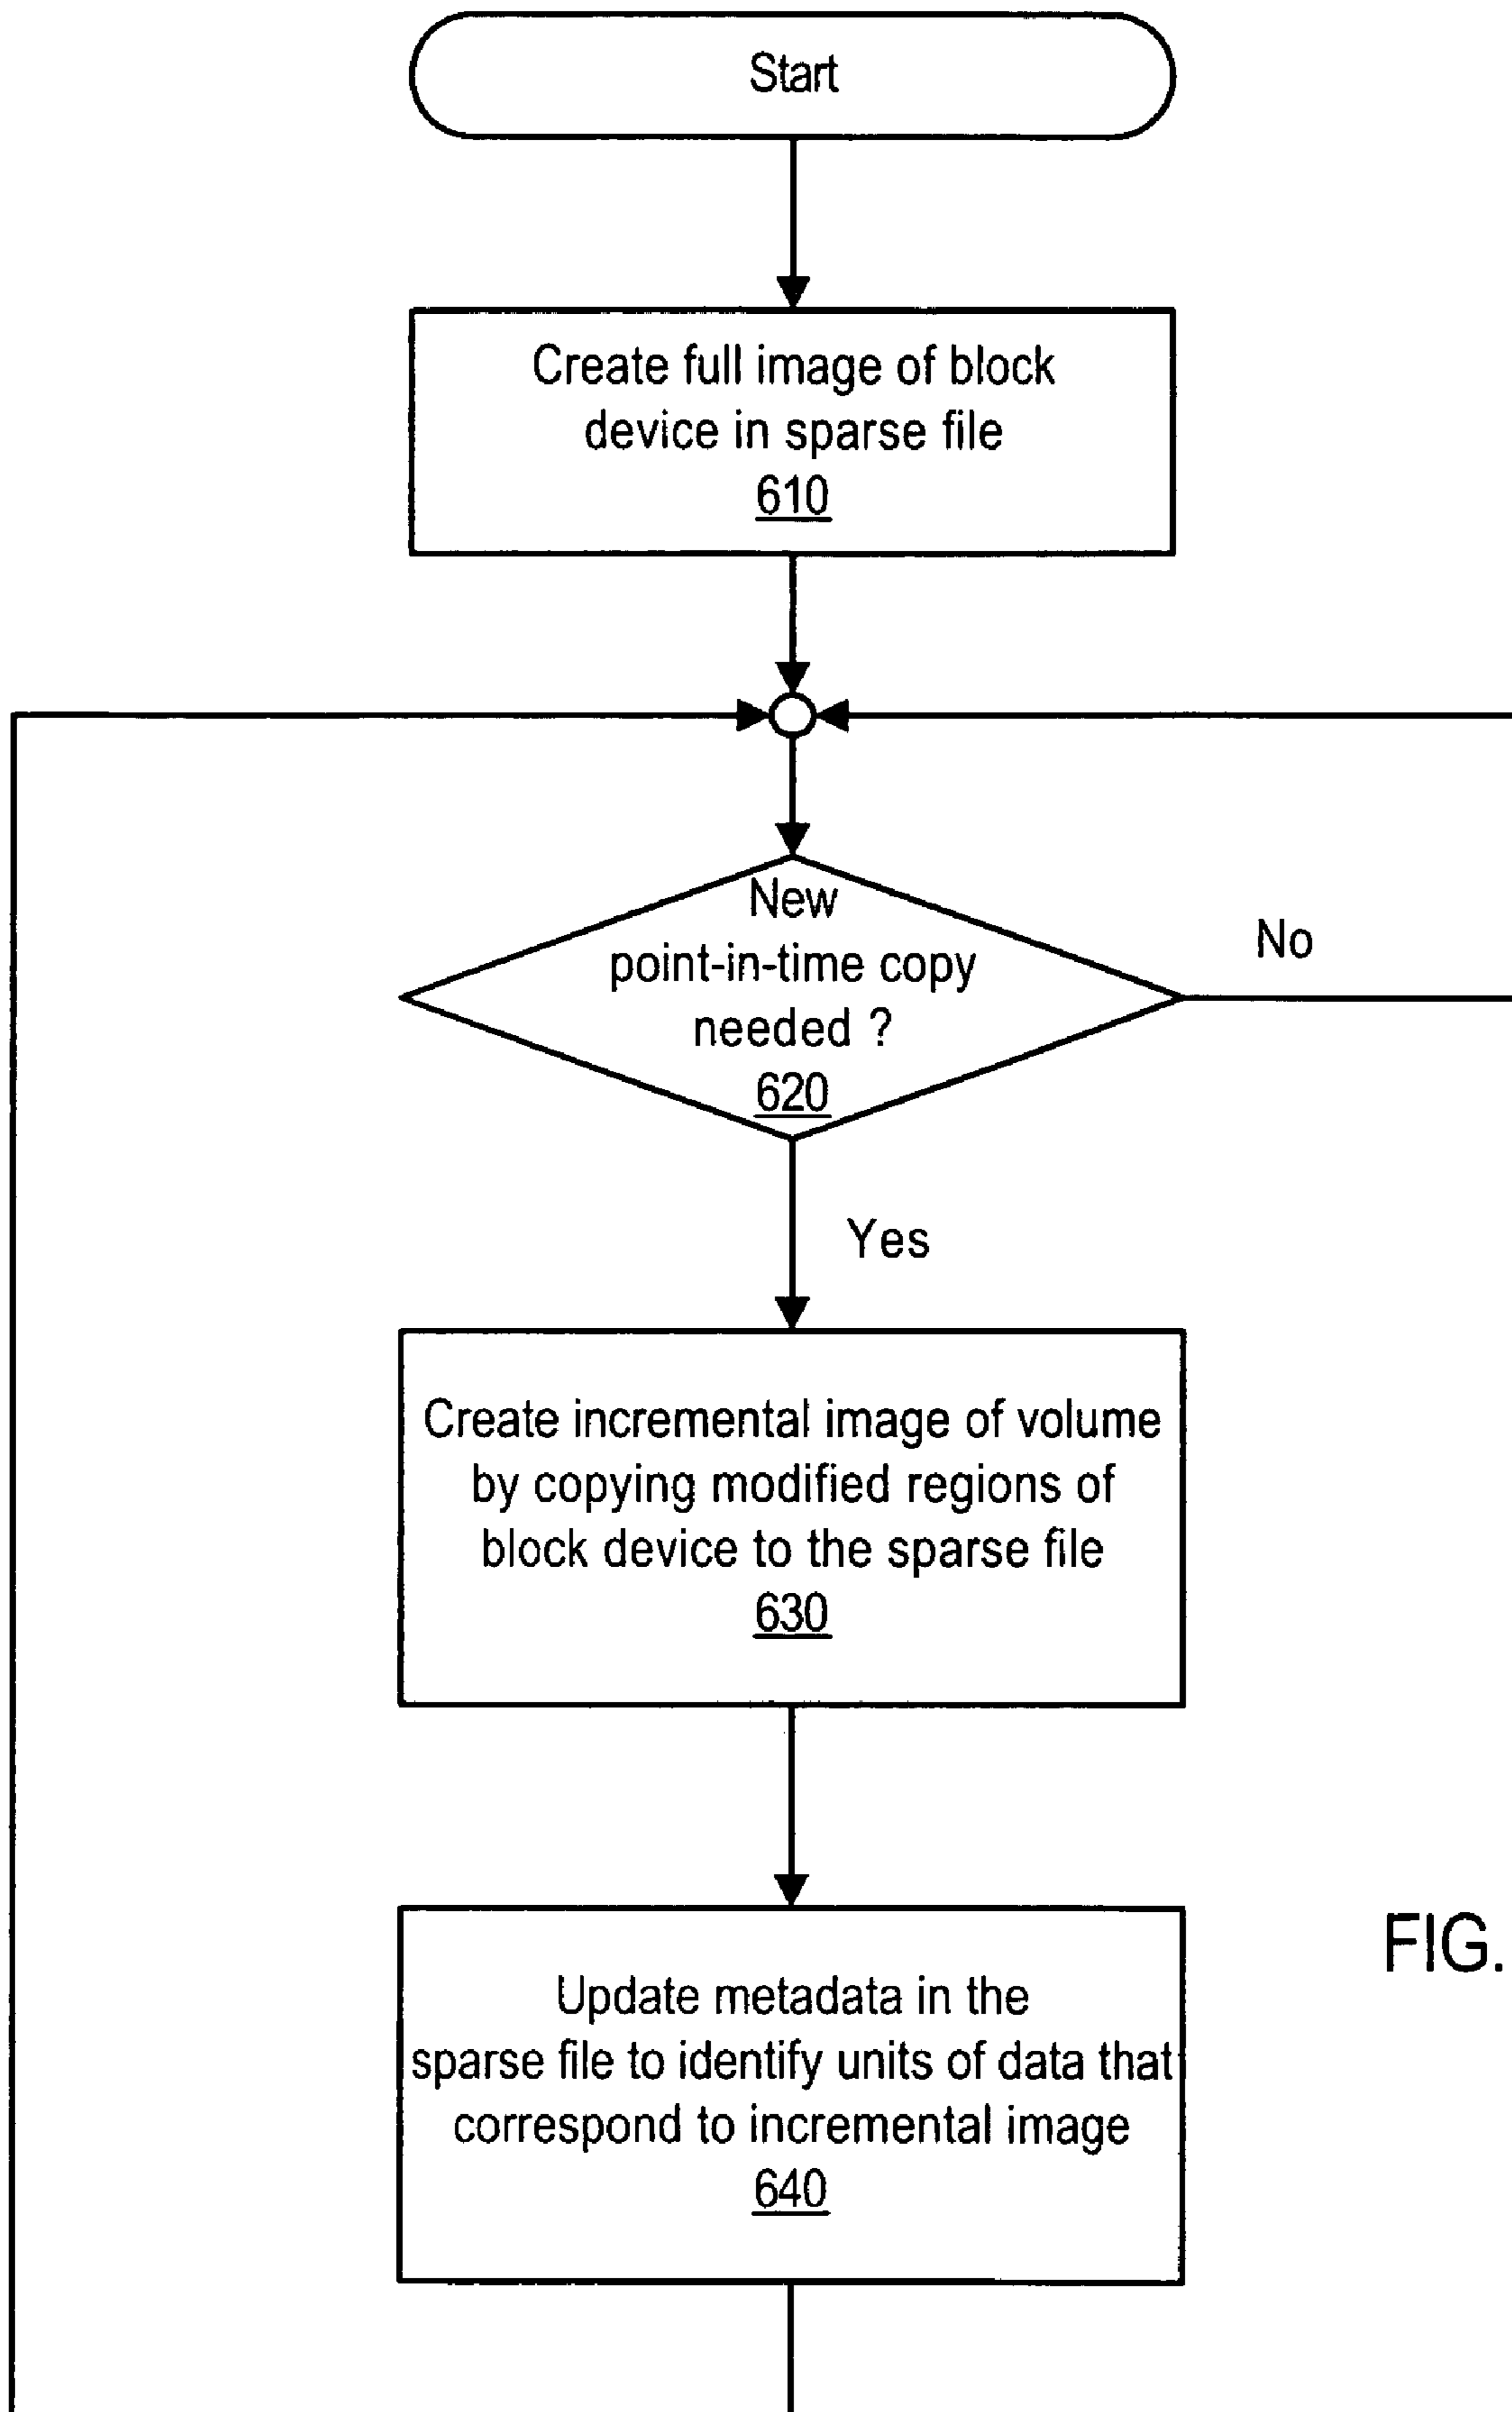 Start
Create full image of block
device in sparse file
610
New
point-in-time copy
needed ?
620
No
Yes
Create incremental image of volume
by copying modified regions of
block device to the sparse file
630
Update metadata in the
sparse file to identify units of data that
correspond to incremental image
640
FIG.